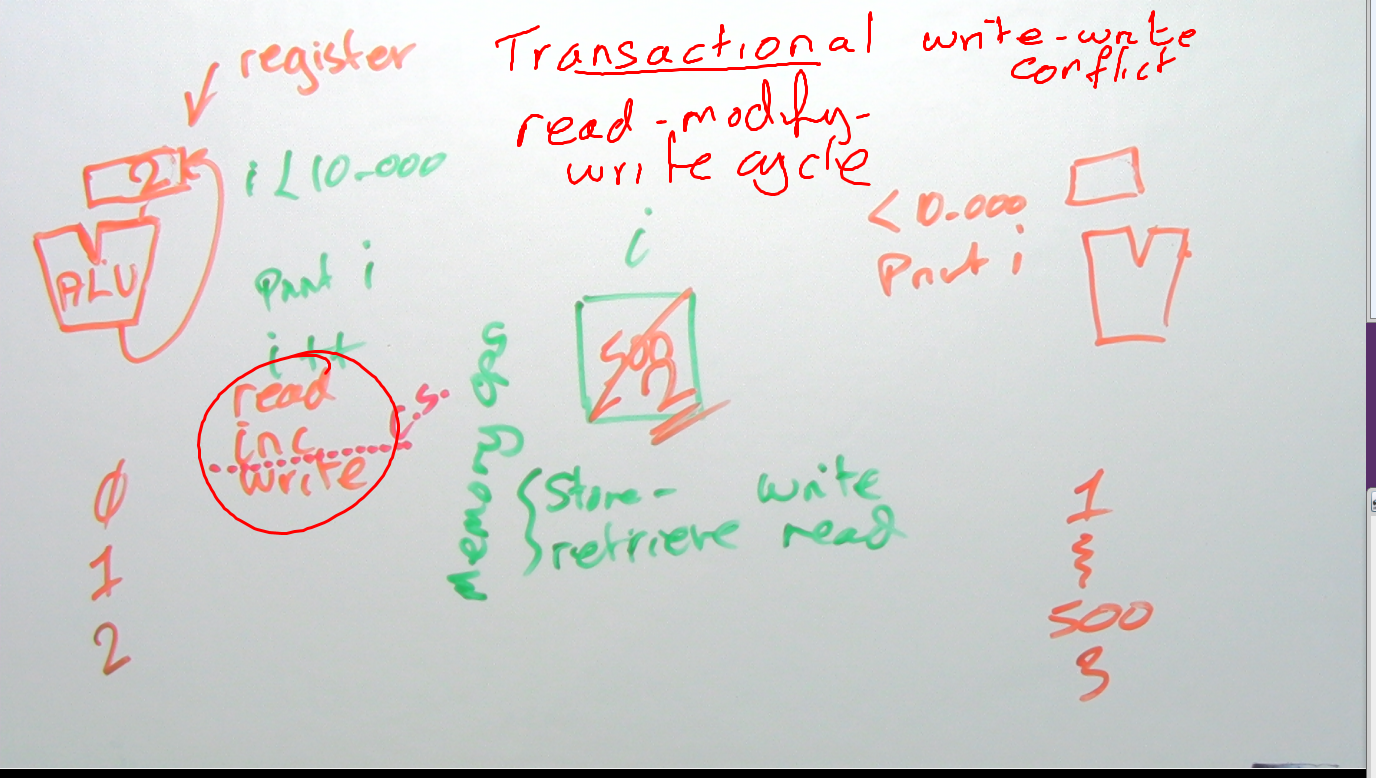 register
Transactional
write-write
conflict
read-modify-
write cycle
2
i < 10.000
< 10.000
ALU
Print i
i
Print i
i++
500
2
read
inc
write
c.s.
Memory ops
Store - write
retrieve read
0
1
2
1
500
3